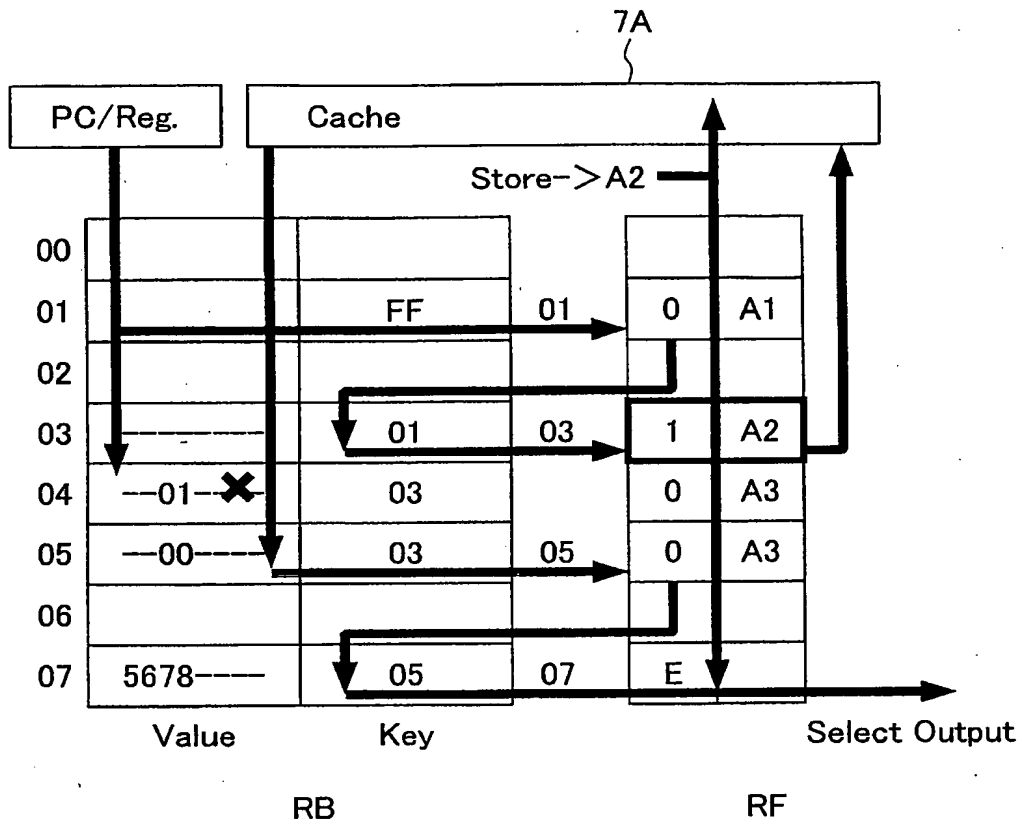 7A
PC/Reg.
Cache
Store->A2
00
01 FF 01 0 A1
02
03 ------- 01 03 1 A2
04 --01---- 03 0 A3
05 --00---- 03 05 0 A3
06
07 5678---- 05 07 E
Value Key Select Output
RB RF